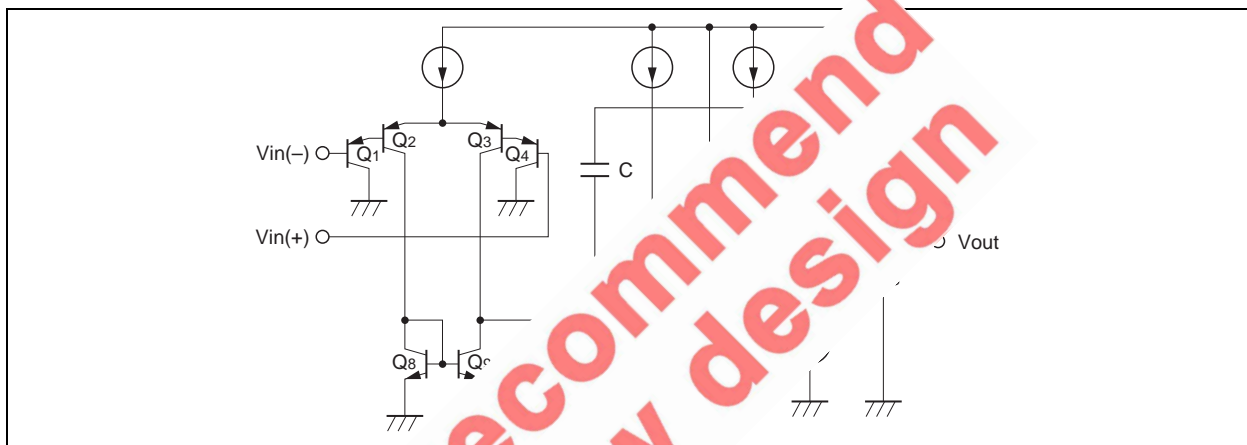 Q1
Q2
Q3
Q4
Vin(–)
C
Vin(+)
Vout
Q8
ecommend
design